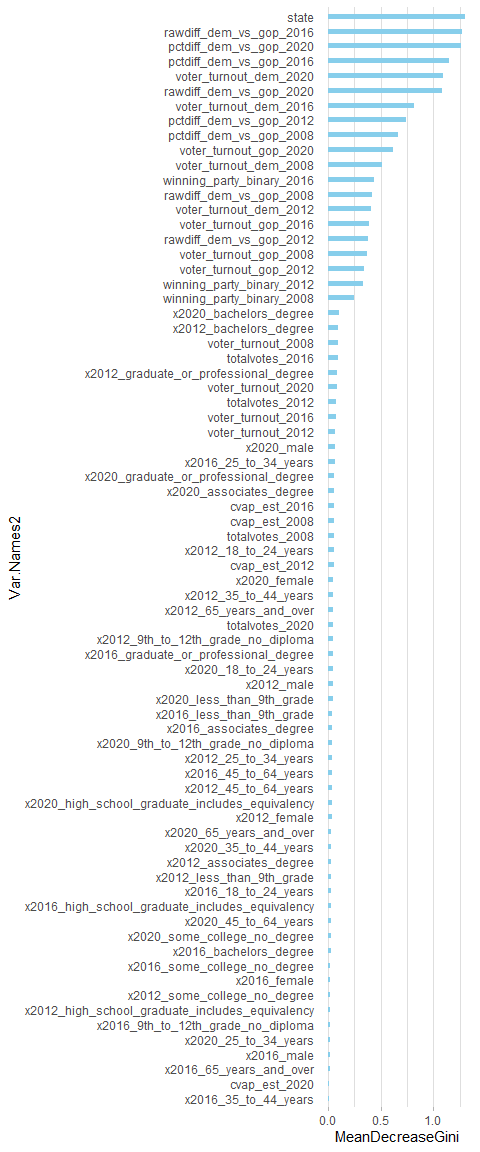 state
rawdiff_dem_vs_gop_2016
pctdiff_dem_vs_gop_2020
pctdiff_dem_vs_gop_2016
voter_turnout_dem_2020
rawdiff_dem_vs_gop_2020
voter_turnout_dem_2016
pctdiff_dem_vs_gop_2012
pctdiff_dem_vs_gop_2008
voter_turnout_gop_2020
voter_turnout_dem_2008
winning_party_binary_2016
rawdiff_dem_vs_gop_2008
voter_turnout_dem_2012
voter_turnout_gop_2016
rawdiff_dem_vs_gop_2012
voter_turnout_gop_2008
voter_turnout_gop_2012
winning_party_binary_2012
winning_party_binary_2008
x2020_bachelors_degree
x2012_bachelors_degree
voter_turnout_2008
totalvotes_2016
x2012_graduate_or_professional_degree
voter_turnout_2020
totalvotes_2012
voter_turnout_2016
voter_turnout_2012
x2020_male
x2016_25_to_34_years
x2020_graduate_or_professional_degree
x2020_associates_degree
cvap_est_2016
cvap_est_2008
totalvotes_2008
x2012_18_to_24_years
cvap_est_2012
x2020_female
x2012_35_to_44_years
x2012_65_years_and_over
totalvotes_2020
x2012_9th_to_12th_grade_no_diploma
x2016_graduate_or_professional_degree
x2020_18_to_24_years
x2012_male
x2020_less_than_9th_grade
x2016_less_than_9th_grade
x2016_associates_degree
x2020_9th_to_12th_grade_no_diploma
x2012_25_to_34_years
x2016_45_to_64_years
x2012_45_to_64_years
x2020_high_school_graduate_includes_equivalency
x2012_female
x2020_65_years_and_over
x2020_35_to_44_years
x2012_associates_degree
x2012_less_than_9th_grade
x2016_18_to_24_years
x2016_high_school_graduate_includes_equivalency
x2020_45_to_64_years
x2020_some_college_no_degree
x2016_bachelors_degree
x2016_some_college_no_degree
x2016_female
x2012_some_college_no_degree
x2012_high_school_graduate_includes_equivalency
x2016_9th_to_12th_grade_no_diploma
x2020_25_to_34_years
x2016_male
x2016_65_years_and_over
cvap_est_2020
x2016_35_to_44_years
Var.Names2
0.0 0.5 1.0
MeanDecreaseGini